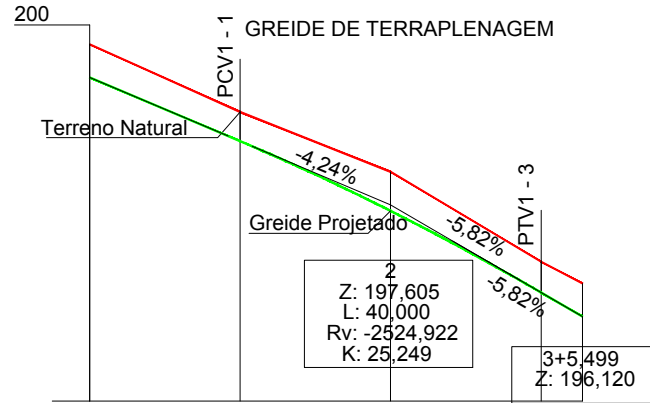 200
GREIDE DE TERRAPLENAGEM
PCV1 - 1
Terreno Natural
-4,24%
Greide Projetado
-5,82%
PTV1 - 3
-5,82%
2
Z: 197,605
L: 40,000
Rv: -2524,922
K: 25,249
3+5,499
Z: 196,120